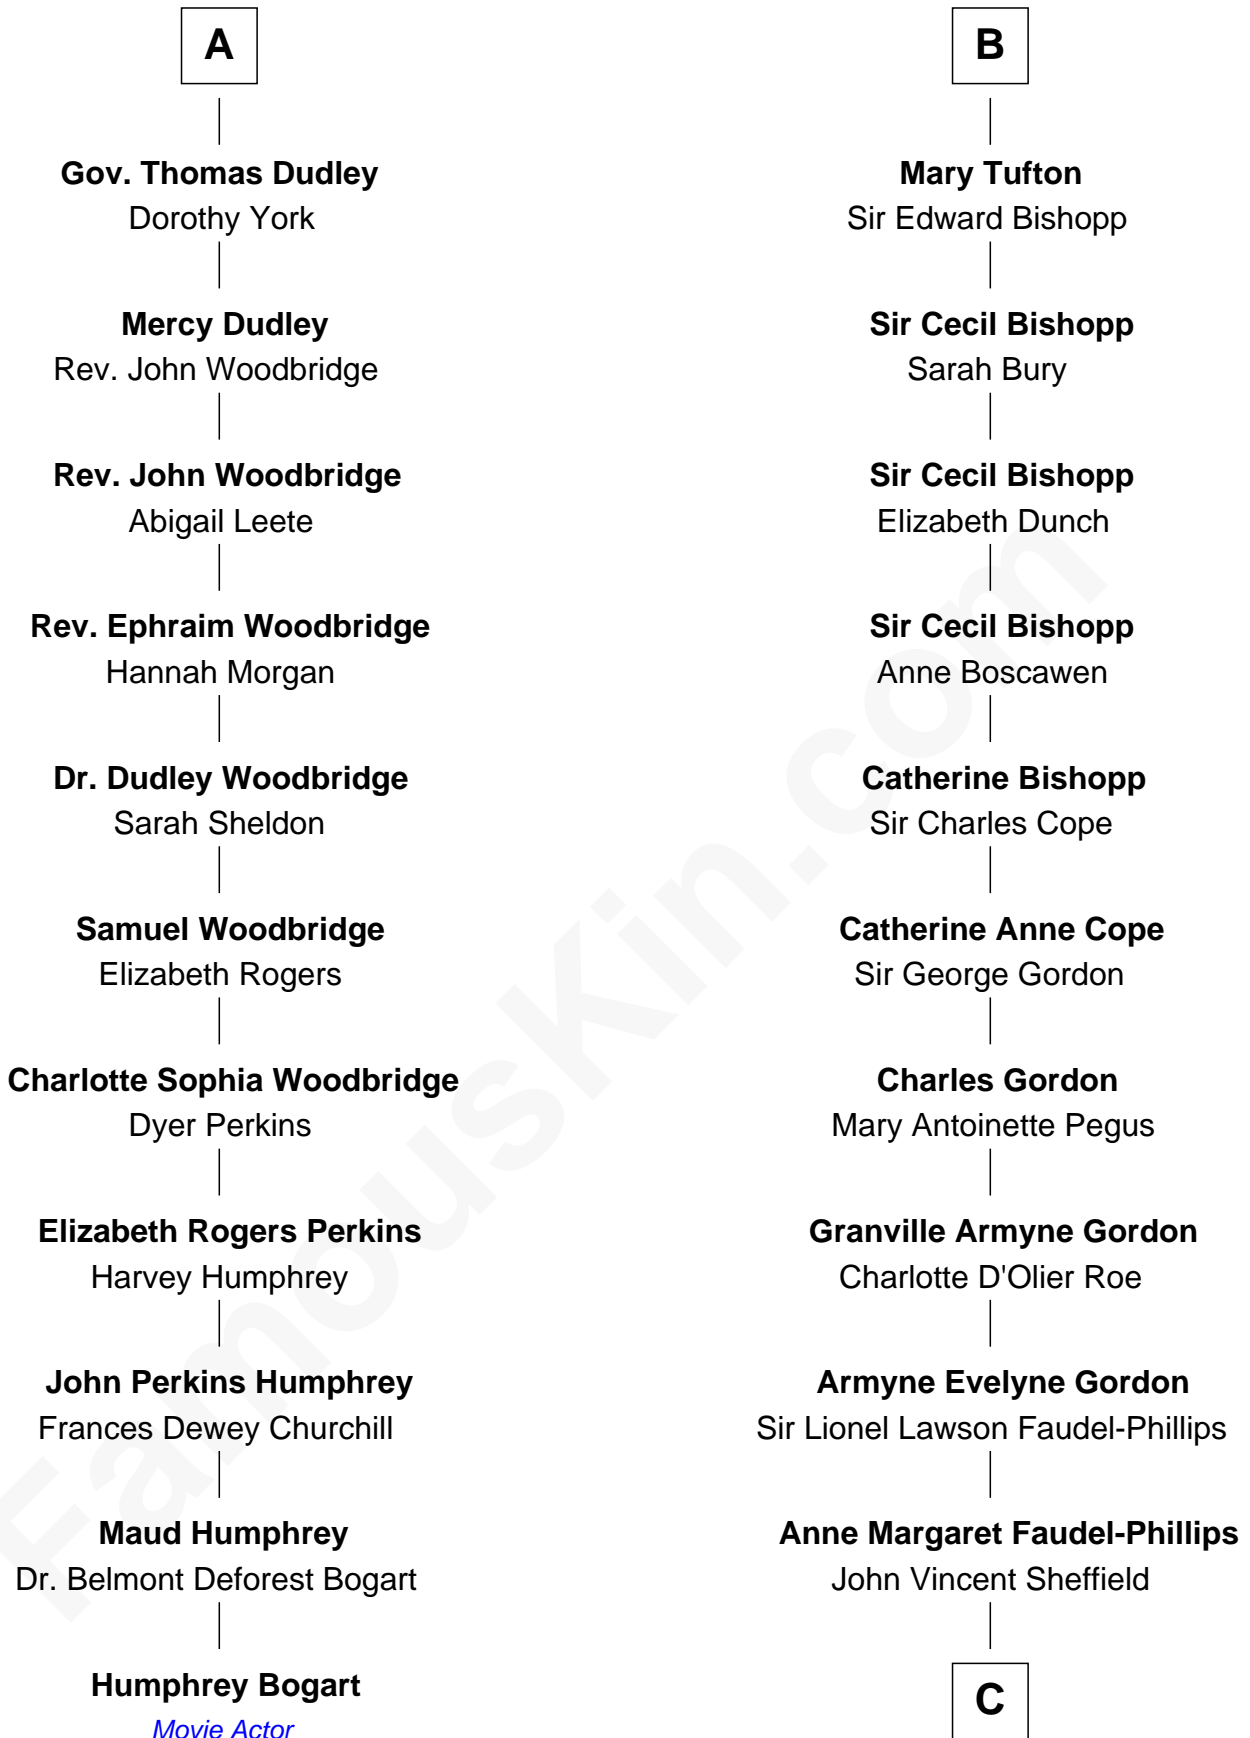 A
Gov. Thomas Dudley
Dorothy York
Mercy Dudley
Rev. John Woodbridge
Rev. John Woodbridge
Abigail Leete
Rev. Ephraim Woodbridge
Hannah Morgan
Dr. Dudley Woodbridge
Sarah Sheldon
Samuel Woodbridge
Elizabeth Rogers
Charlotte Sophia Woodbridge
Dyer Perkins
Elizabeth Rogers Perkins
Harvey Humphrey
John Perkins Humphrey
Frances Dewey Churchill
Maud Humphrey
Dr. Belmont Deforest Bogart
Humphrey Bogart
Movie Actor
B
Mary Tufton
Sir Edward Bishopp
Sir Cecil Bishopp
Sarah Bury
Sir Cecil Bishopp
Elizabeth Dunch
Sir Cecil Bishopp
Anne Boscawen
Catherine Bishopp
Sir Charles Cope
Catherine Anne Cope
Sir George Gordon
Charles Gordon
Mary Antoinette Pegus
Granville Armyne Gordon
Charlotte D'Olier Roe
Armyne Evelyne Gordon
Sir Lionel Lawson Faudel-Phillips
Anne Margaret Faudel-Phillips
John Vincent Sheffield
C
FamousKin.com